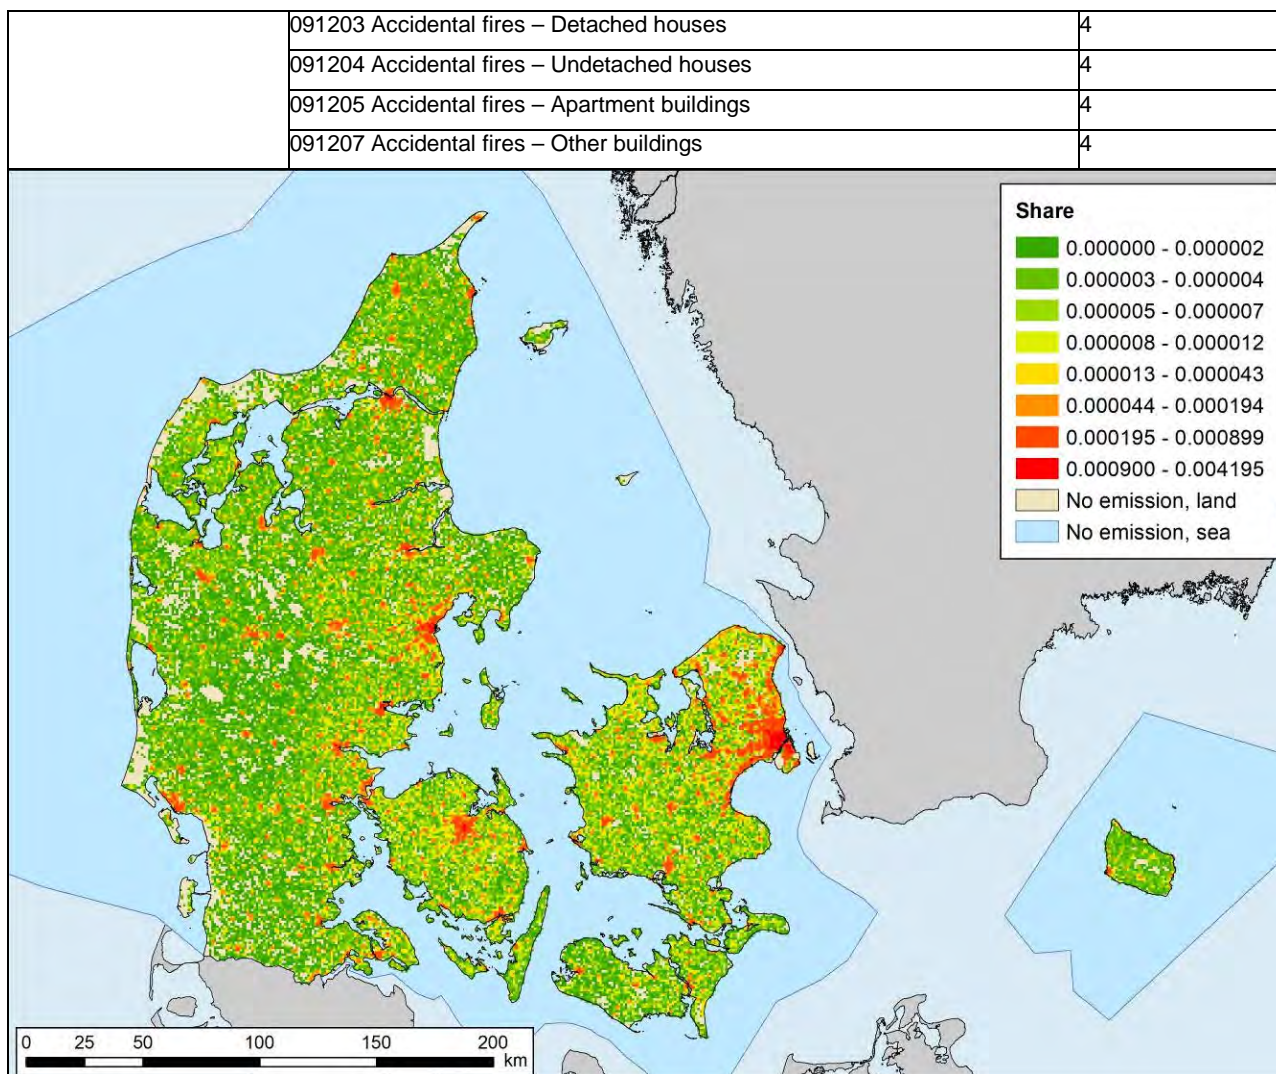 091203 Accidental fires – Detached houses 4
091204 Accidental fires – Undetached houses 4
091205 Accidental fires – Apartment buildings 4
091207 Accidental fires – Other buildings 4
Share
0.000000 - 0.000002
0.000003 - 0.000004
0.000005 - 0.000007
0.000008 - 0.000012
0.000013 - 0.000043
0.000044 - 0.000194
0.000195 - 0.000899
0.000900 - 0.004195
No emission, land
No emission, sea
0 25 50 100 150 200
km